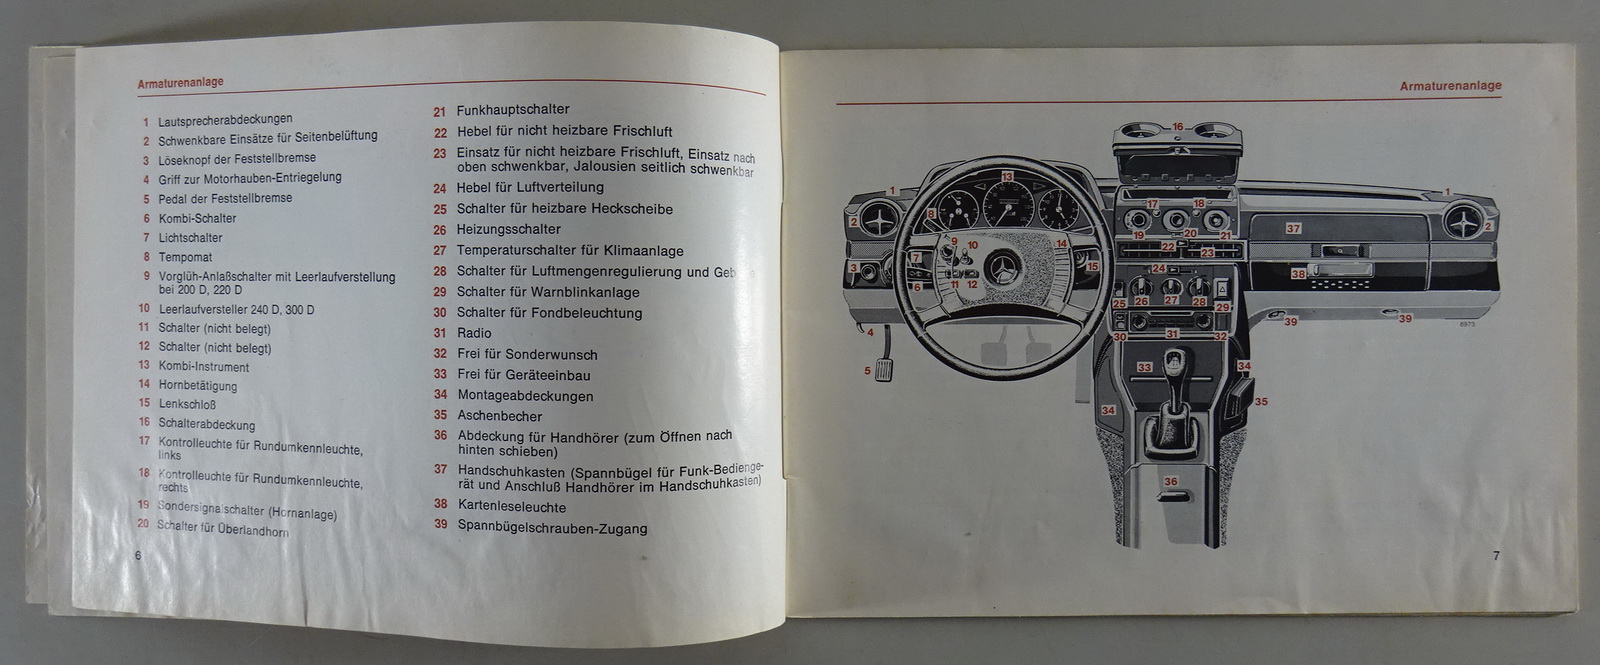 Armaturenanlage
1 Lautsprecherabdeckungen
2 Schwenkbare Einsätze für Seitenbelüftung
3 Löseknopf der Feststellbremse
4 Griff zur Motorhauben-Entriegelung
5 Pedal der Feststellbremse
6 Kombi-Schalter
7 Lichtschalter
8 Tempomat
9 Vorglüh-Anlaßschalter mit Leerlaufverstellung
bei 200 D, 220 D
10 Leerlaufversteller 240 D, 300 D
11 Schalter (nicht belegt)
12 Schalter (nicht belegt)
13 Kombi-Instrument
14 Hornbetätigung
15 Lenkschloß
16 Schalterabdeckung
17 Kontrolleuchte für Rundumkennleuchte,
links
18 Kontrolleuchte für Rundumkennleuchte,
rechts
19 Sondersignalschalter (Hornanlage)
20 Schalter für Überlandhorn
6
21 Funkhauptschalter
22 Hebel für nicht heizbare Frischluft
23 Einsatz für nicht heizbare Frischluft, Einsatz nach
oben schwenkbar, Jalousien seitlich schwenkbar
24 Hebel für Luftverteilung
25 Schalter für heizbare Heckscheibe
26 Heizungsschalter
27 Temperaturschalter für Klimaanlage
28 Schalter für Luftmengenregulierung und
29 Schalter für Warnblinkanlage
30 Schalter für Fondbeleuchtung
31 Radio
32 Frei für Sonderwunsch
33 Frei für Geräteeinbau
34 Montageabdeckungen
35 Aschenbecher
36 Abdeckung für Handhörer (zum Öffnen nach
hinten schieben)
37 Handschuhkasten (Spannbügel für Funk-Bedienge-
rät und Anschluß Handhörer im Handschuhkasten)
38 Kartenleseleuchte
39 Spannbügelschrauben-Zugang
Armaturenanlage
16
13
1
1
17
18
2
8
37
2
19
20
21
9
10
14
22
23
7
3
15
24
38
11
12
6
25
26
27
28
29
39
39
8975
4
30
31
32
5
33
34
34
35
36
7